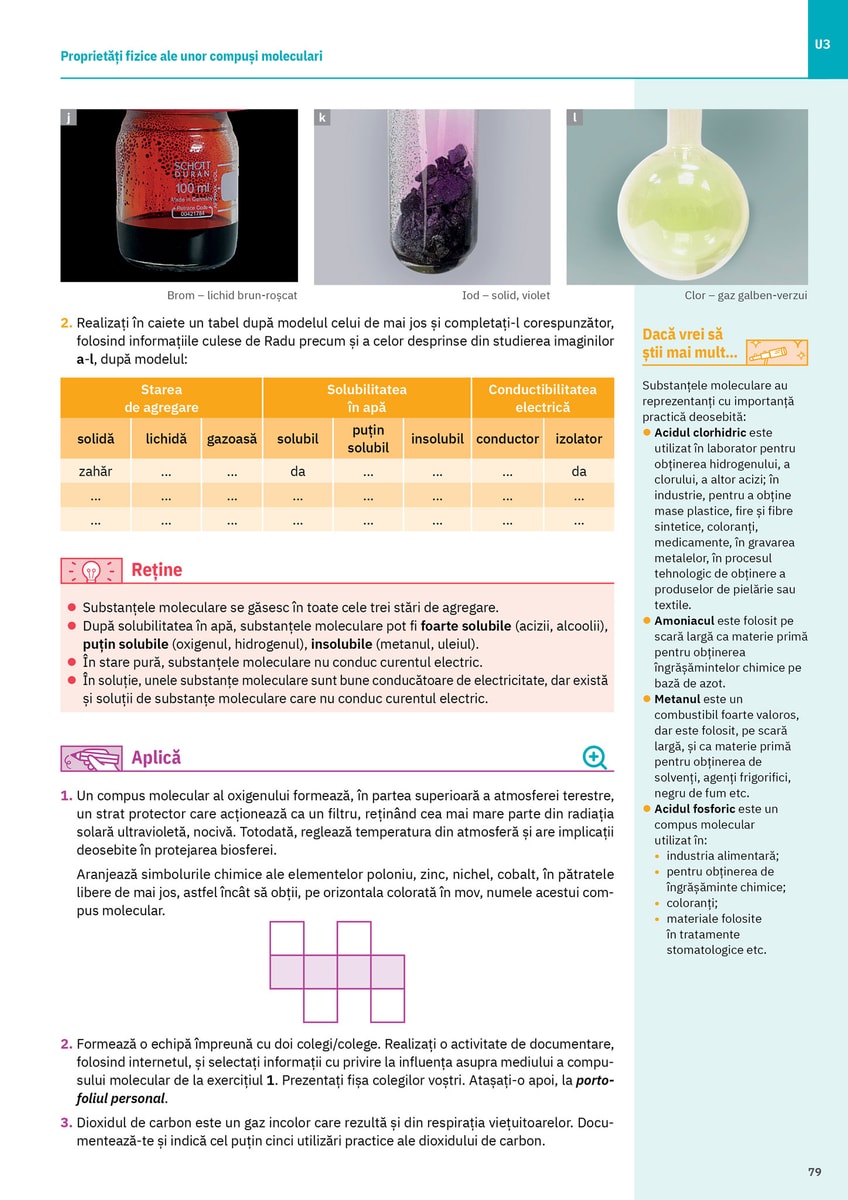 Proprietăți fizice ale unor compuși moleculari
U3
j
k
l
SCHOTT
DURAN
100 ml
Made in Germany
Retrace Code
00421788
Brom – lichid brun-roșcat
Iod – solid, violet
Clor – gaz galben-verzui
2. Realizați în caiete un tabel după modelul celui de mai jos și completați-l corespunzător,
folosind informațiile culese de Radu precum și a celor desprinse din studierea imaginilor
a-l, după modelul:
Starea
de agregare
Solubilitatea
în apă
Conductibilitatea
electrică
solidă lichidă gazoasă solubil puțin
solubil insolubil conductor izolator
zahăr ... ... da ... ... ... da
... ... ... ... ... ... ... ...
... ... ... ... ... ... ... ...
Reține
● Substanțele moleculare se găsesc în toate cele trei stări de agregare.
● După solubilitatea în apă, substanțele moleculare pot fi foarte solubile (acizii, alcoolii),
puțin solubile (oxigenul, hidrogenul), insolubile (metanul, uleiul).
● În stare pură, substanțele moleculare nu conduc curentul electric.
● În soluție, unele substanțe moleculare sunt bune conducătoare de electricitate, dar există
și soluții de substanțe moleculare care nu conduc curentul electric.
Aplică
1. Un compus molecular al oxigenului formează, în partea superioară a atmosferei terestre,
un strat protector care acționează ca un filtru, reținând cea mai mare parte din radiația
solară ultravioletă, nocivă. Totodată, reglează temperatura din atmosferă și are implicații
deosebite în protejarea biosferei.
Aranjează simbolurile chimice ale elementelor poloniu, zinc, nichel, cobalt, în pătratele
libere de mai jos, astfel încât să obții, pe orizontala colorată în mov, numele acestui com-
pus molecular.
2. Formează o echipă împreună cu doi colegi/colege. Realizați o activitate de documentare,
folosind internetul, și selectați informații cu privire la influența asupra mediului a compu-
sului molecular de la exercițiul 1. Prezentați fișa colegilor voștri. Atașați-o apoi, la porto-
foliul personal.
3. Dioxidul de carbon este un gaz incolor care rezultă și din respirația viețuitoarelor. Docu-
mentează-te și indică cel puțin cinci utilizări practice ale dioxidului de carbon.
Dacă vrei să
știi mai mult...
Substanțele moleculare au
reprezentanți cu importanță
practică deosebită:
● Acidul clorhidric este
utilizat în laborator pentru
obținerea hidrogenului, a
clorului, a altor acizi; în
industrie, pentru a obține
mase plastice, fire și fibre
sintetice, coloranți,
medicamente, în gravarea
metalelor, în procesul
tehnologic de obținere a
produselor de pielărie sau
textile.
● Amoniacul este folosit pe
scară largă ca materie primă
pentru obținerea
îngrășămintelor chimice pe
bază de azot.
● Metanul este un
combustibil foarte valoros,
dar este folosit, pe scară
largă, și ca materie primă
pentru obținerea de
solvenți, agenți frigorifici,
negru de fum etc.
● Acidul fosforic este un
compus molecular
utilizat în:
• industria alimentară;
• pentru obținerea de
îngrășăminte chimice;
• coloranți;
• materiale folosite
în tratamente
stomatologice etc.
79